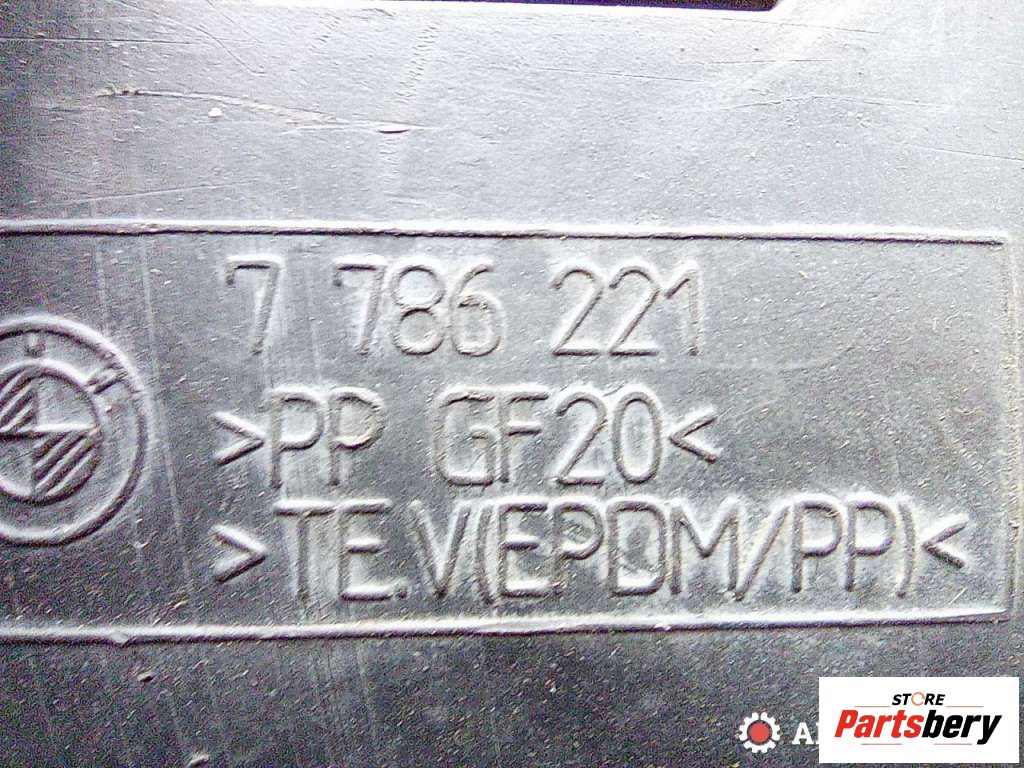 7 786 221
>PP GF20<
>TE.V(EPDM/PP)<
STORE
Partsbery